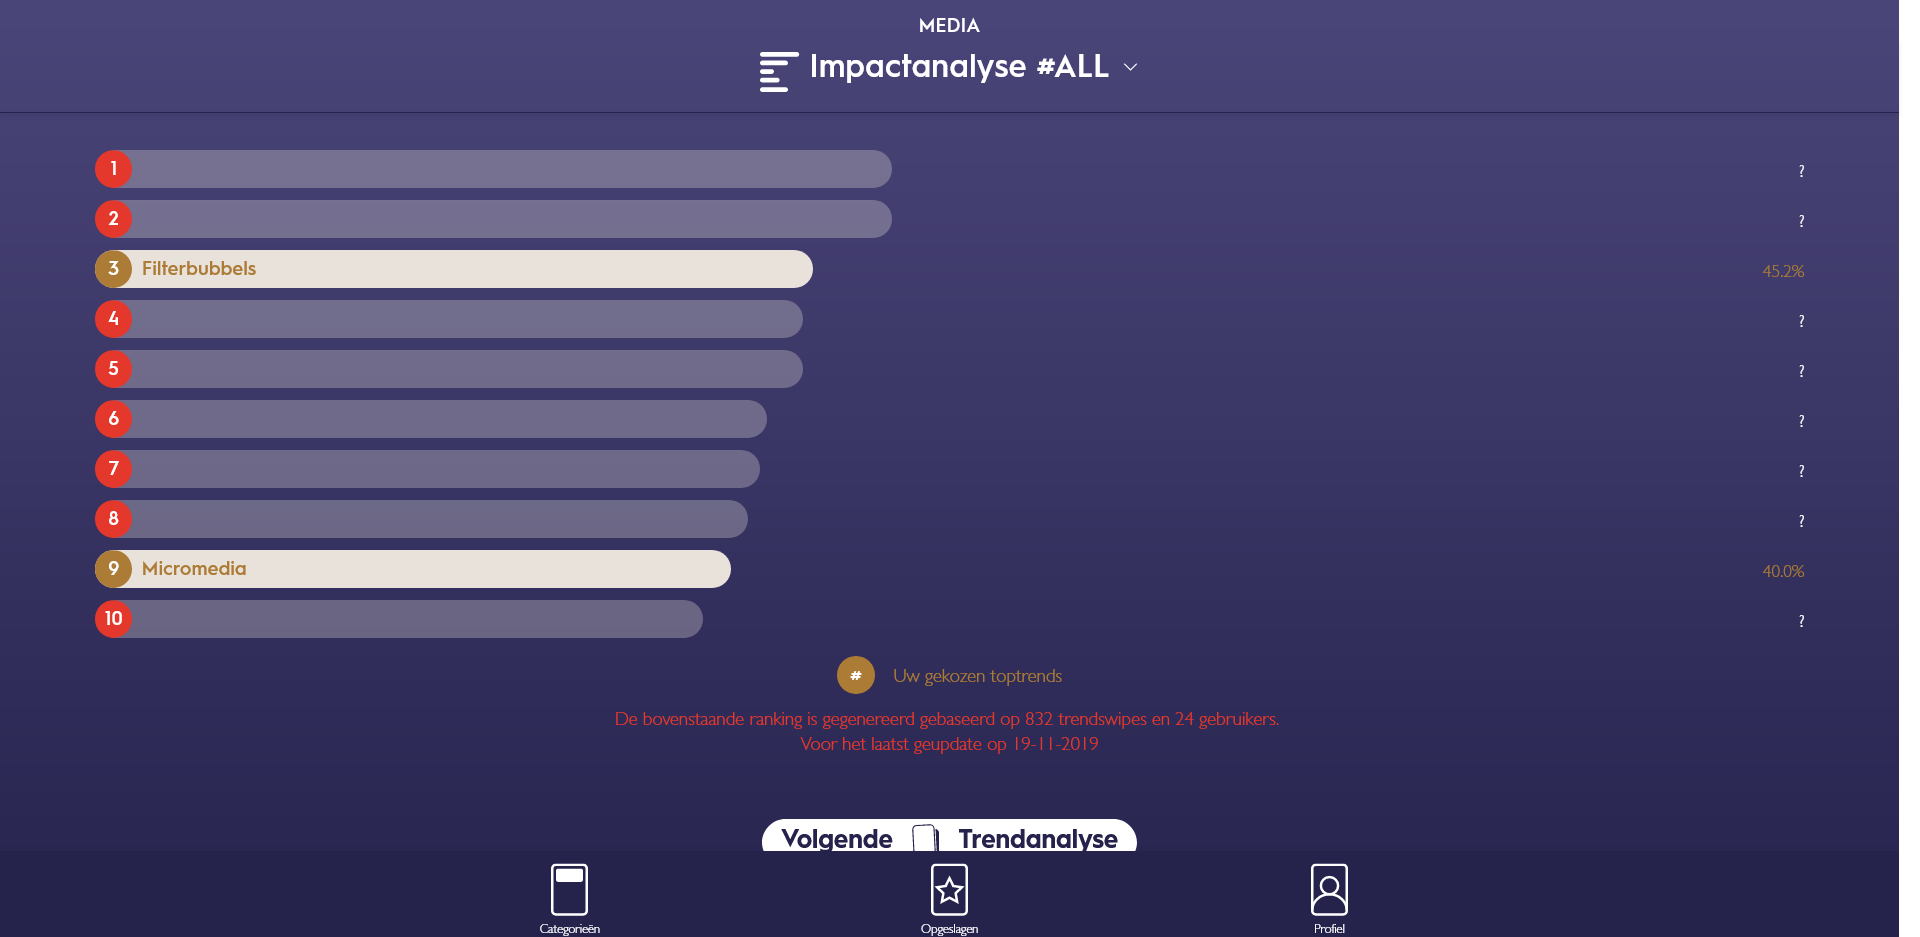 MEDIA
Impactanalyse #ALL
1 ?
2 ?
3 Filterbubbels 45.2%
4 ?
5 ?
6 ?
7 ?
8 ?
9 Micromedia 40.0%
10 ?
# Uw gekozen toptrends
De bovenstaande ranking is gegenereerd gebaseerd op 832 trendswipes en 24 gebruikers.
Voor het laatst geupdate op 19-11-2019
Volgende Trendanalyse
Categorieën Opgeslagen Profiel